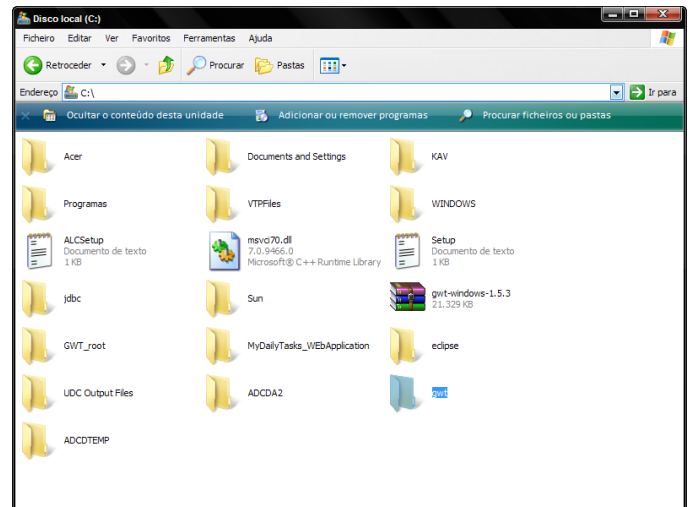 Disco local (C:)
Ficheiro Editar Ver Favoritos Ferramentas Ajuda
Retroceder Procurar Pastas
Endereço C:\ Ir para
Ocultar o conteúdo desta unidade Adicionar ou remover programas Procurar ficheiros ou pastas
Acer Documents and Settings KAV
Programas VTPFiles WINDOWS
ALCSetup msvci70.dll Setup
Documento de texto 7.0.9466.0 Documento de texto
1 KB Microsoft® C++ Runtime Library 1 KB
jdbc Sun gwt-windows-1.5.3
21.329 KB
GWT_root MyDailyTasks_WEbApplication eclipse
UDC Output Files ADCDA2 gwt
ADCDTEMP